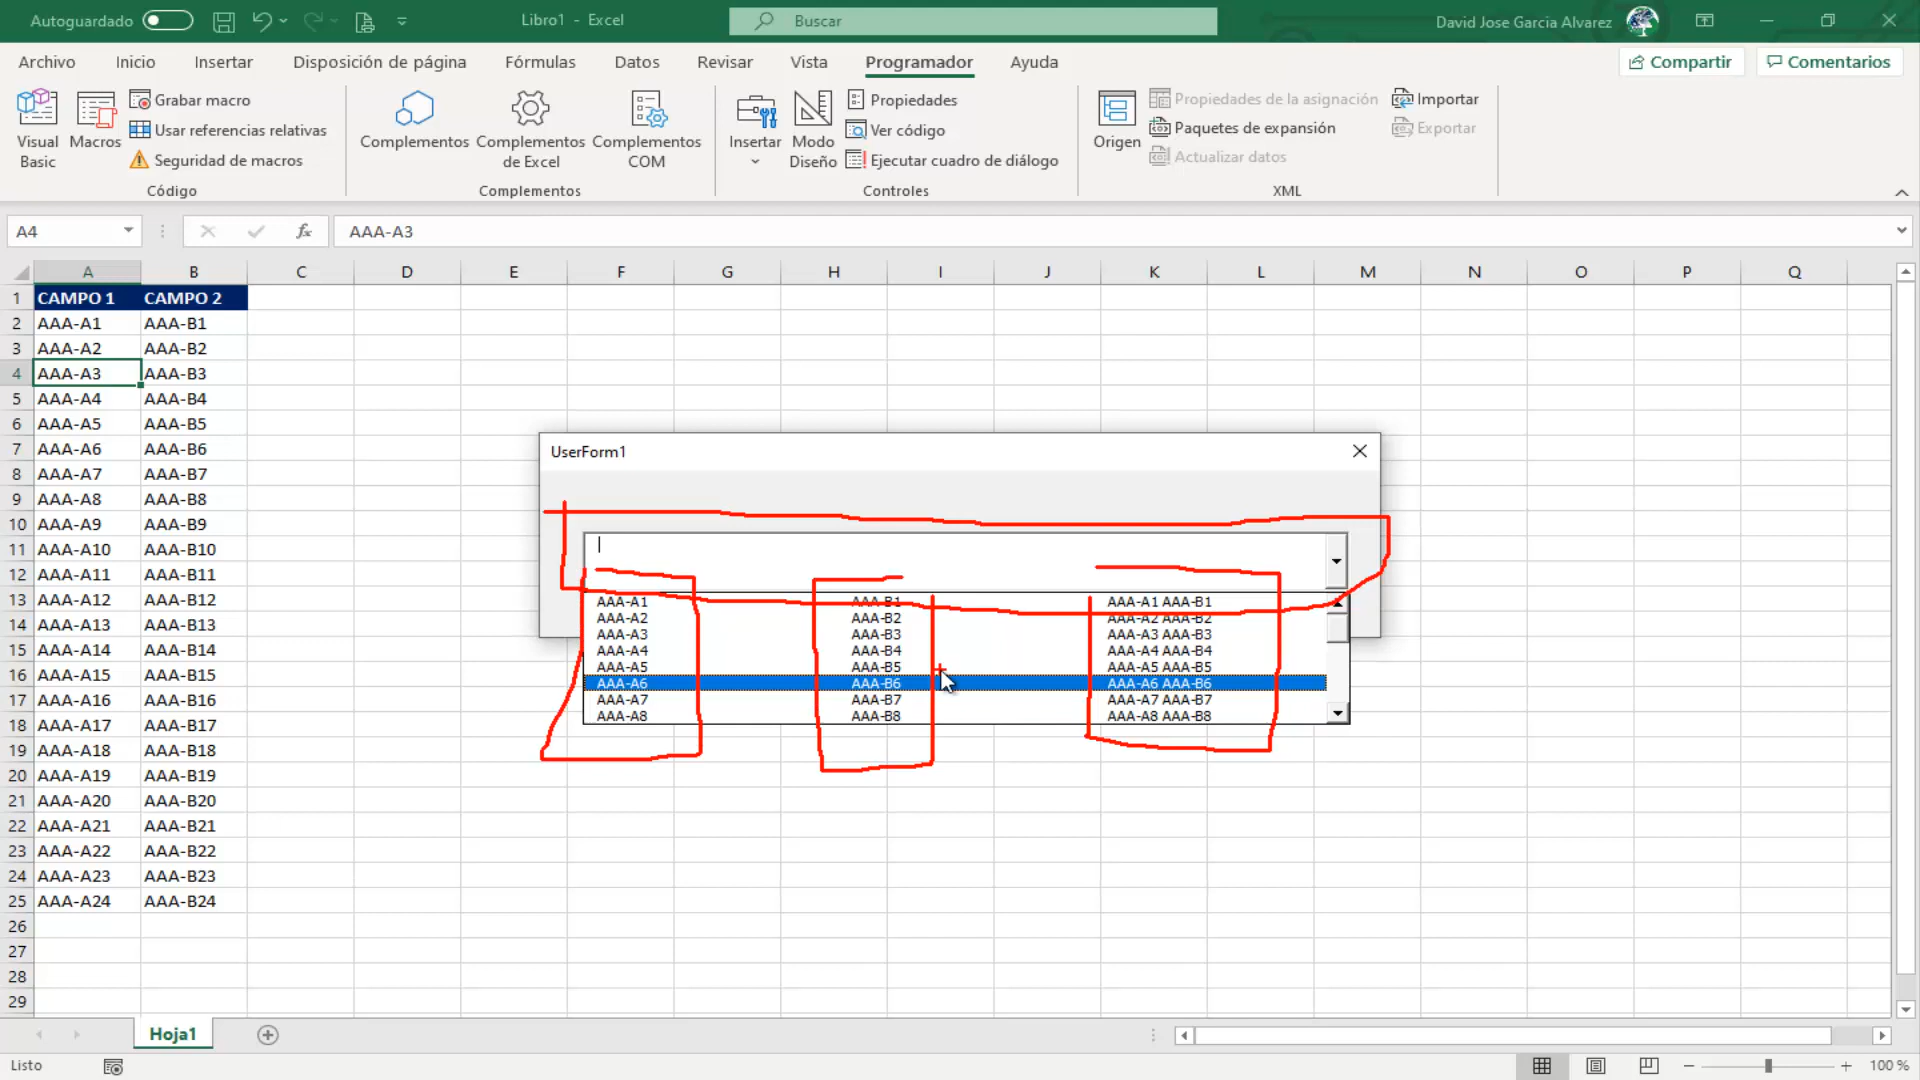 Autoguardado Libro1 - Excel Buscar David Jose Garcia Alvarez
Archivo Inicio Insertar Disposición de página Fórmulas Datos Revisar Vista Programador Ayuda Compartir Comentarios
Visual Basic
Macros
Grabar macro
Usar referencias relativas
Seguridad de macros
Código
Complementos
Complementos de Excel
Complementos COM
Complementos
Insertar
Modo Diseño
Propiedades
Ver código
Ejecutar cuadro de diálogo
Controles
Origen
Propiedades de la asignación
Paquetes de expansión
Actualizar datos
Importar
Exportar
XML
A4 fx AAA-A3
A B C D E F G H I J K L M N O P Q
1 CAMPO 1 CAMPO 2
2 AAA-A1 AAA-B1
3 AAA-A2 AAA-B2
4 AAA-A3 AAA-B3
5 AAA-A4 AAA-B4
6 AAA-A5 AAA-B5
7 AAA-A6 AAA-B6
8 AAA-A7 AAA-B7
9 AAA-A8 AAA-B8
10 AAA-A9 AAA-B9
11 AAA-A10 AAA-B10
12 AAA-A11 AAA-B11
13 AAA-A12 AAA-B12
14 AAA-A13 AAA-B13
15 AAA-A14 AAA-B14
16 AAA-A15 AAA-B15
17 AAA-A16 AAA-B16
18 AAA-A17 AAA-B17
19 AAA-A18 AAA-B18
20 AAA-A19 AAA-B19
21 AAA-A20 AAA-B20
22 AAA-A21 AAA-B21
23 AAA-A22 AAA-B22
24 AAA-A23 AAA-B23
25 AAA-A24 AAA-B24
26
27
28
29
UserForm1
AAA-A1 AAA-B1 AAA-A1 AAA-B1
AAA-A2 AAA-B2 AAA-A2 AAA-B2
AAA-A3 AAA-B3 AAA-A3 AAA-B3
AAA-A4 AAA-B4 AAA-A4 AAA-B4
AAA-A5 AAA-B5 AAA-A5 AAA-B5
AAA-A6 AAA-B6 AAA-A6 AAA-B6
AAA-A7 AAA-B7 AAA-A7 AAA-B7
AAA-A8 AAA-B8 AAA-A8 AAA-B8
Hoja1
Listo 100 %